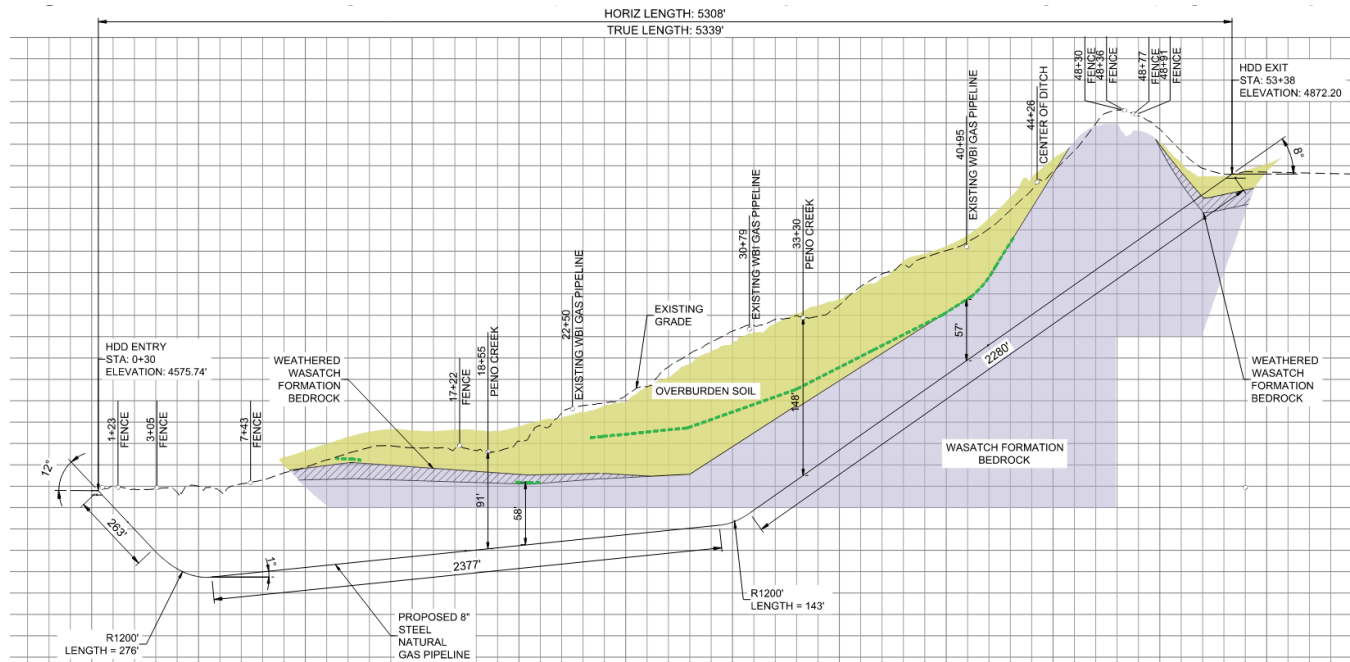 HORIZ LENGTH: 5308'
TRUE LENGTH: 5339'
48+30
FENCE
48+36
FENCE
48+77
FENCE
48+91
FENCE
HDD EXIT
STA: 53+38
ELEVATION: 4872.20
8°
44+26
CENTER OF DITCH
40+95
EXISTING WBI GAS PIPELINE
33+30
PENO CREEK
30+79
EXISTING WBI GAS PIPELINE
22+50
EXISTING WBI GAS PIPELINE
EXISTING
GRADE
18+55
PENO CREEK
17+22
FENCE
HDD ENTRY
STA: 0+30
ELEVATION: 4575.74'
WEATHERED
WASATCH
FORMATION
BEDROCK
1+23
FENCE
3+05
FENCE
7+43
FENCE
OVERBURDEN SOIL
57'
2280'
148'
WEATHERED
WASATCH
FORMATION
BEDROCK
WASATCH FORMATION
BEDROCK
12°
263'
91'
58'
1°
2377'
R1200'
LENGTH = 143'
PROPOSED 8"
STEEL
NATURAL
GAS PIPELINE
R1200'
LENGTH = 276'